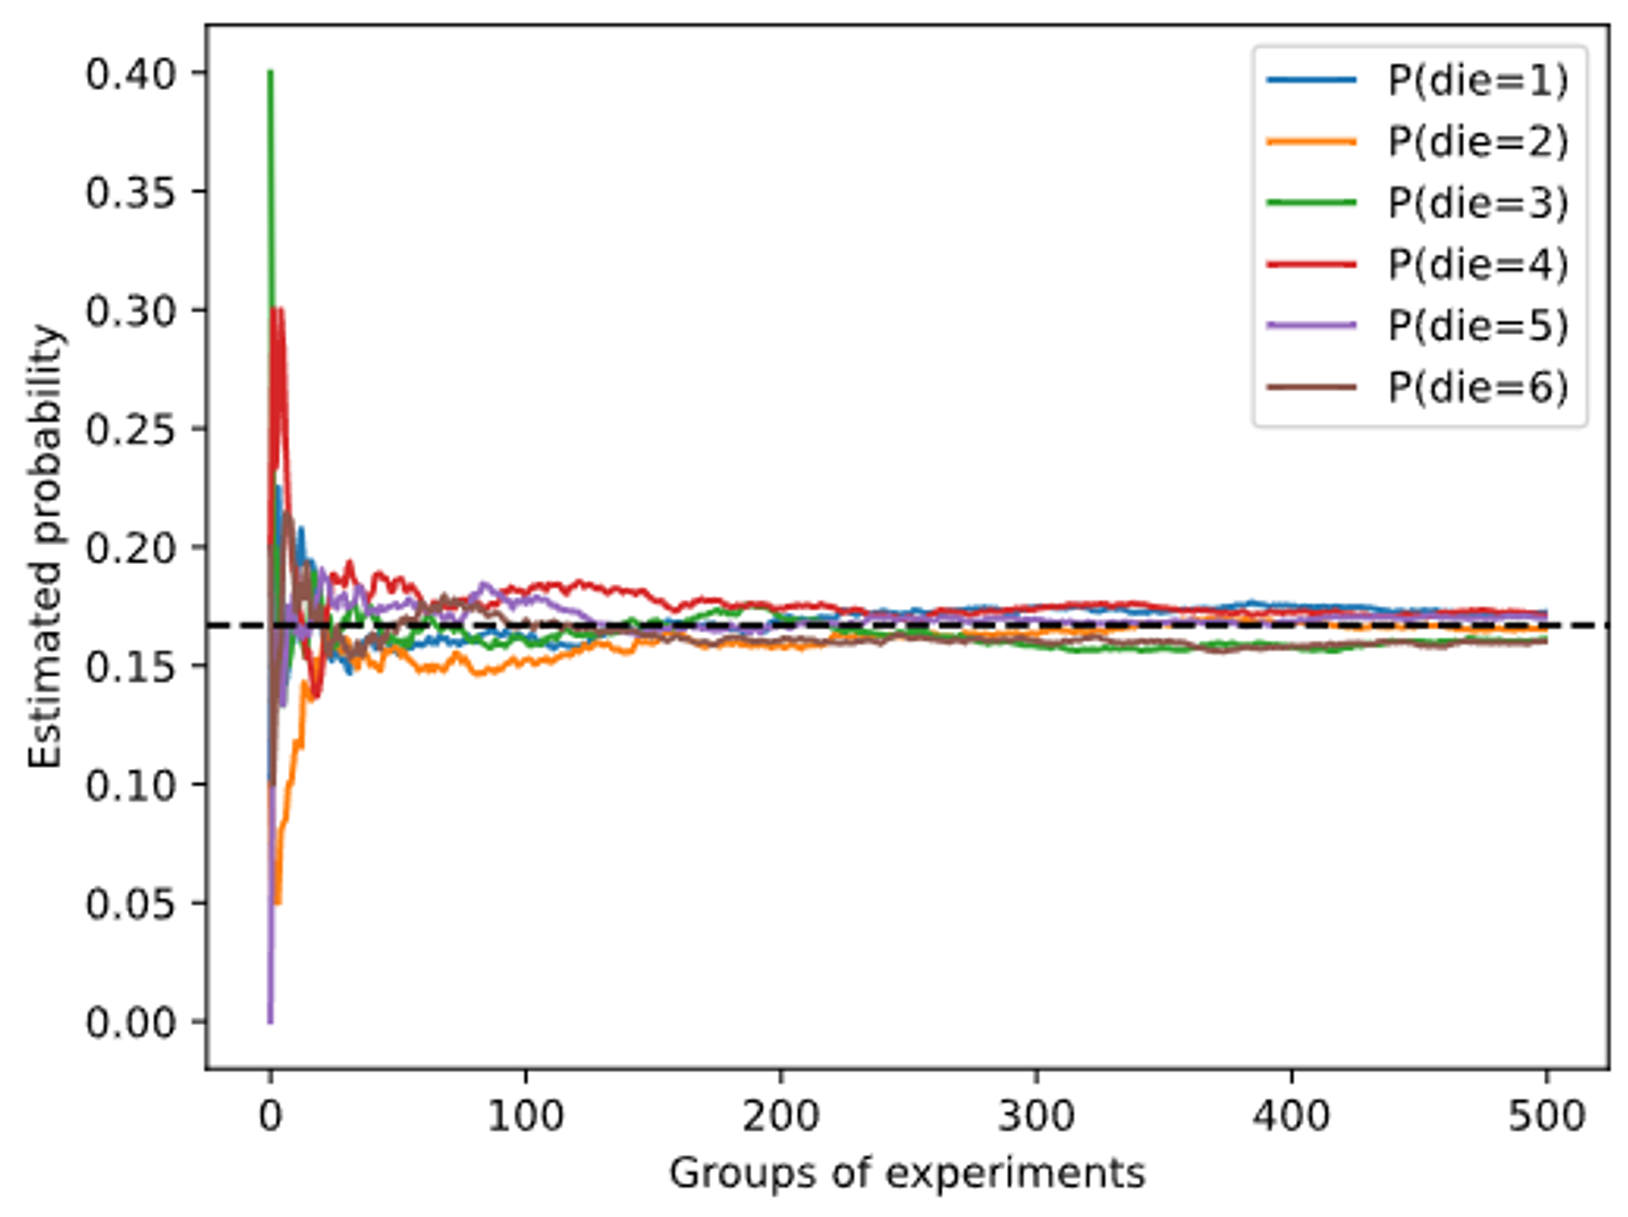 0.40
0.35
0.30
0.25
0.20
0.15
0.10
0.05
0.00
Estimated probability
0
100
200
300
400
500
Groups of experiments
P(die=1)
P(die=2)
P(die=3)
P(die=4)
P(die=5)
P(die=6)